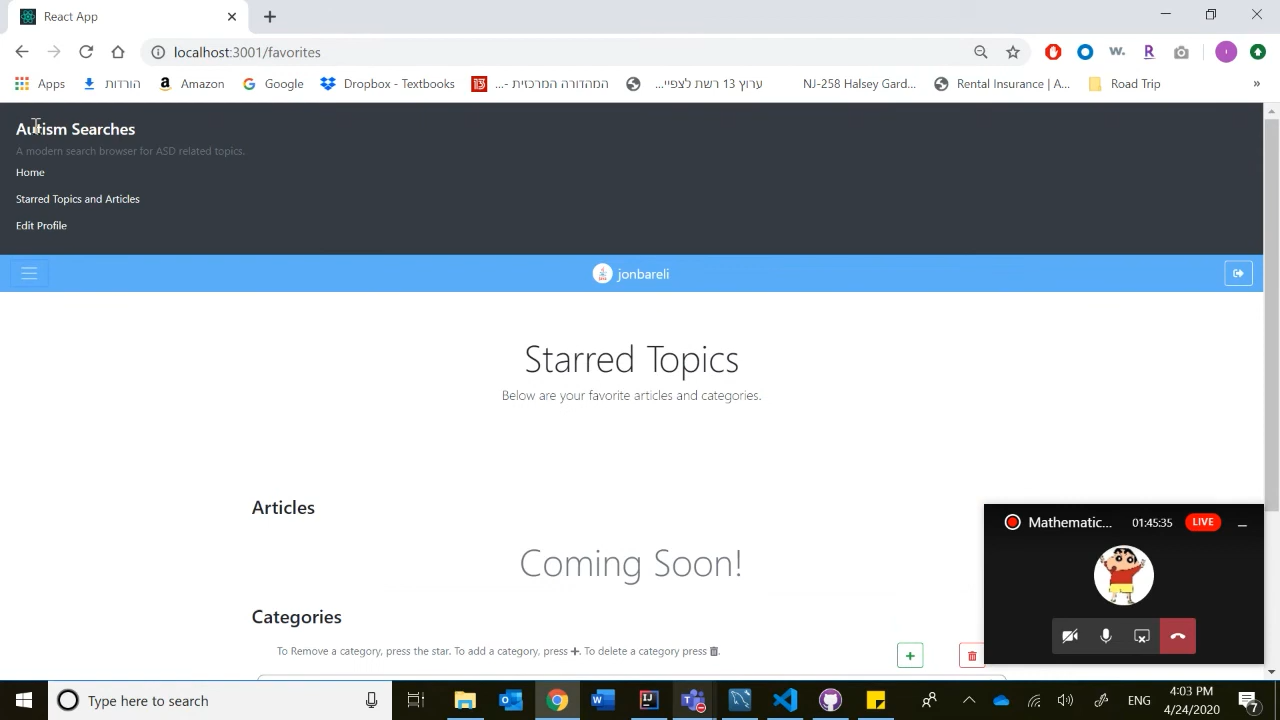 React App
localhost:3001/favorites
Apps הורדות Amazon Google Dropbox - Textbooks המהדורה המרכזית -... ערוץ 13 רשת לצפיי... NJ-258 Halsey Gard... Rental Insurance | A... Road Trip »
Autism Searches
A modern search browser for ASD related topics.
Home
Starred Topics and Articles
Edit Profile
jonbareli
Starred Topics
Below are your favorite articles and categories.
Articles
Coming Soon!
Categories
To Remove a category, press the star. To add a category, press +. To delete a category press .
Mathematic... 01:45:35 LIVE
Type here to search
ENG
4:03 PM
4/24/2020
7